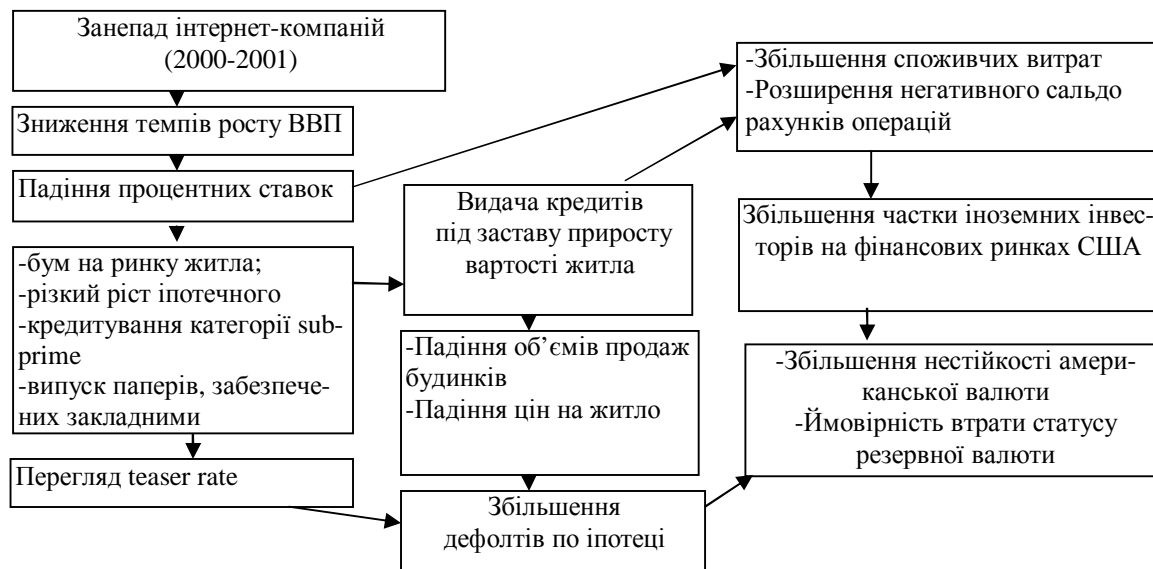 Занепад інтернет-компаній
(2000-2001)
Зниження темпів росту ВВП
Падіння процентних ставок
-бум на ринку житла;
-різкий ріст іпотечного
-кредитування категорії sub-
prime
-випуск паперів, забезпече-
них закладними
Перегляд teaser rate
Видача кредитів
під заставу приросту
вартості житла
-Падіння об’ємів продаж
будинків
-Падіння цін на житло
Збільшення
дефолтів по іпотеці
-Збільшення споживчих витрат
-Розширення негативного сальдо
рахунків операцій
Збільшення частки іноземних інвес-
торів на фінансових ринках США
-Збільшення нестійкості амери-
канської валюти
-Ймовірність втрати статусу
резервної валюти